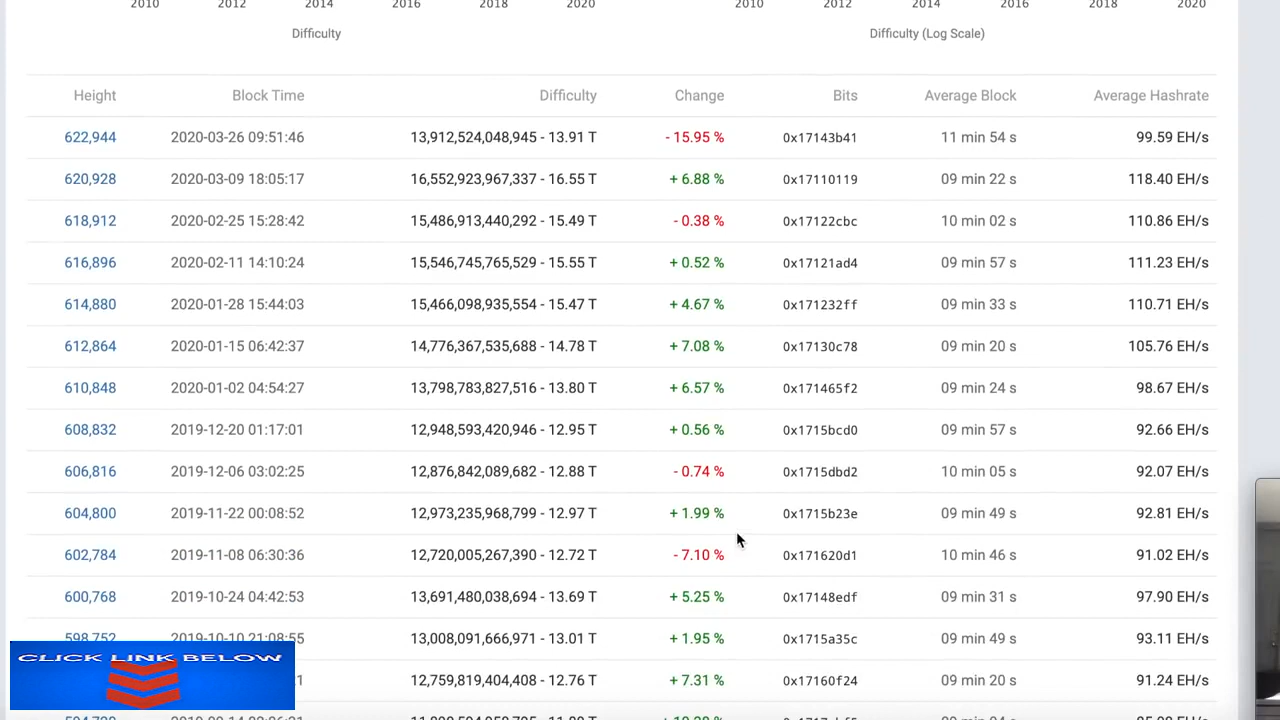 2010 2012 2014 2016 2018 2020 2010 2012 2014 2016 2018 2020
Difficulty Difficulty (Log Scale)
Height Block Time Difficulty Change Bits Average Block Average Hashrate
622,944 2020-03-26 09:51:46 13,912,524,048,945 - 13.91 T - 15.95 % 0x17143b41 11 min 54 s 99.59 EH/s
620,928 2020-03-09 18:05:17 16,552,923,967,337 - 16.55 T + 6.88 % 0x17110119 09 min 22 s 118.40 EH/s
618,912 2020-02-25 15:28:42 15,486,913,440,292 - 15.49 T - 0.38 % 0x17122cbc 10 min 02 s 110.86 EH/s
616,896 2020-02-11 14:10:24 15,546,745,765,529 - 15.55 T + 0.52 % 0x17121ad4 09 min 57 s 111.23 EH/s
614,880 2020-01-28 15:44:03 15,466,098,935,554 - 15.47 T + 4.67 % 0x171232ff 09 min 33 s 110.71 EH/s
612,864 2020-01-15 06:42:37 14,776,367,535,688 - 14.78 T + 7.08 % 0x17130c78 09 min 20 s 105.76 EH/s
610,848 2020-01-02 04:54:27 13,798,783,827,516 - 13.80 T + 6.57 % 0x171465f2 09 min 24 s 98.67 EH/s
608,832 2019-12-20 01:17:01 12,948,593,420,946 - 12.95 T + 0.56 % 0x1715bcd0 09 min 57 s 92.66 EH/s
606,816 2019-12-06 03:02:25 12,876,842,089,682 - 12.88 T - 0.74 % 0x1715dbd2 10 min 05 s 92.07 EH/s
604,800 2019-11-22 00:08:52 12,973,235,968,799 - 12.97 T + 1.99 % 0x1715b23e 09 min 49 s 92.81 EH/s
602,784 2019-11-08 06:30:36 12,720,005,267,390 - 12.72 T - 7.10 % 0x171620d1 10 min 46 s 91.02 EH/s
600,768 2019-10-24 04:42:53 13,691,480,038,694 - 13.69 T + 5.25 % 0x17148edf 09 min 31 s 97.90 EH/s
598,752 2019-10-10 21:08:55 13,008,091,666,971 - 13.01 T + 1.95 % 0x1715a35c 09 min 49 s 93.11 EH/s
12,759,819,404,408 - 12.76 T + 7.31 % 0x17160f24 09 min 20 s 91.24 EH/s
CLICK LINK BELOW